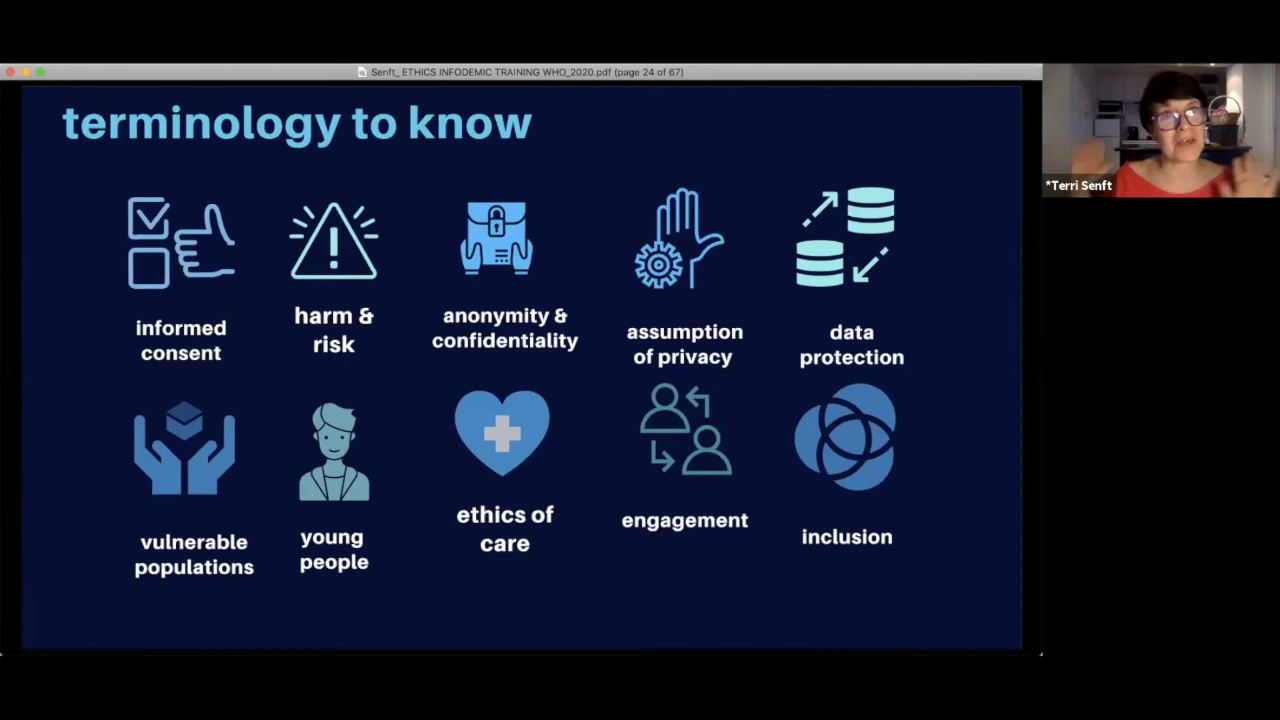 Senft_ ETHICS INFODEMIC TRAINING WHO_2020.pdf (page 24 of 67)
terminology to know
informed
consent
harm &
risk
anonymity &
confidentiality
assumption
of privacy
data
protection
vulnerable
populations
young
people
ethics of
care
engagement
inclusion
*Terri Senft